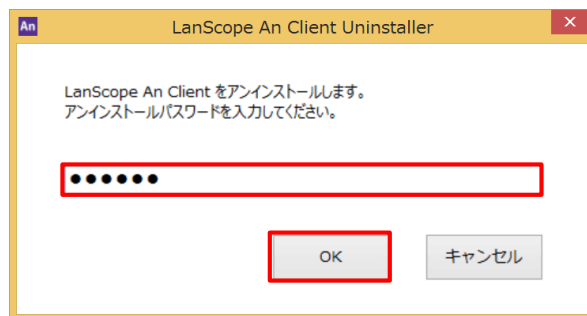 An LanScope An Client Uninstaller ×
LanScope An Client をアンインストールします。
アンインストールパスワードを入力してください。
●●●●●●
OK キャンセル